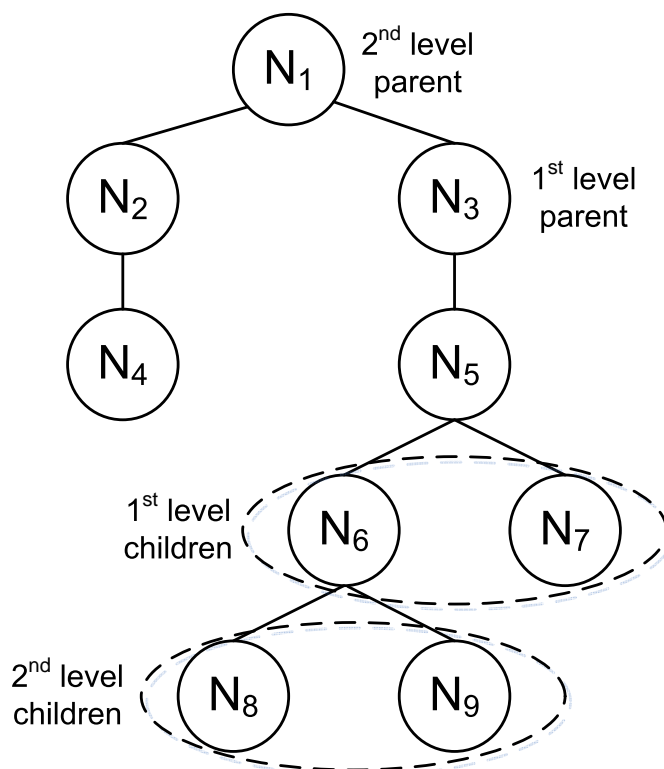 N₁
2ⁿᵈ level
parent
N₂
N₃
1ˢᵗ level
parent
N₄
N₅
1ˢᵗ level
children
N₆
N₇
2ⁿᵈ level
children
N₈
N₉